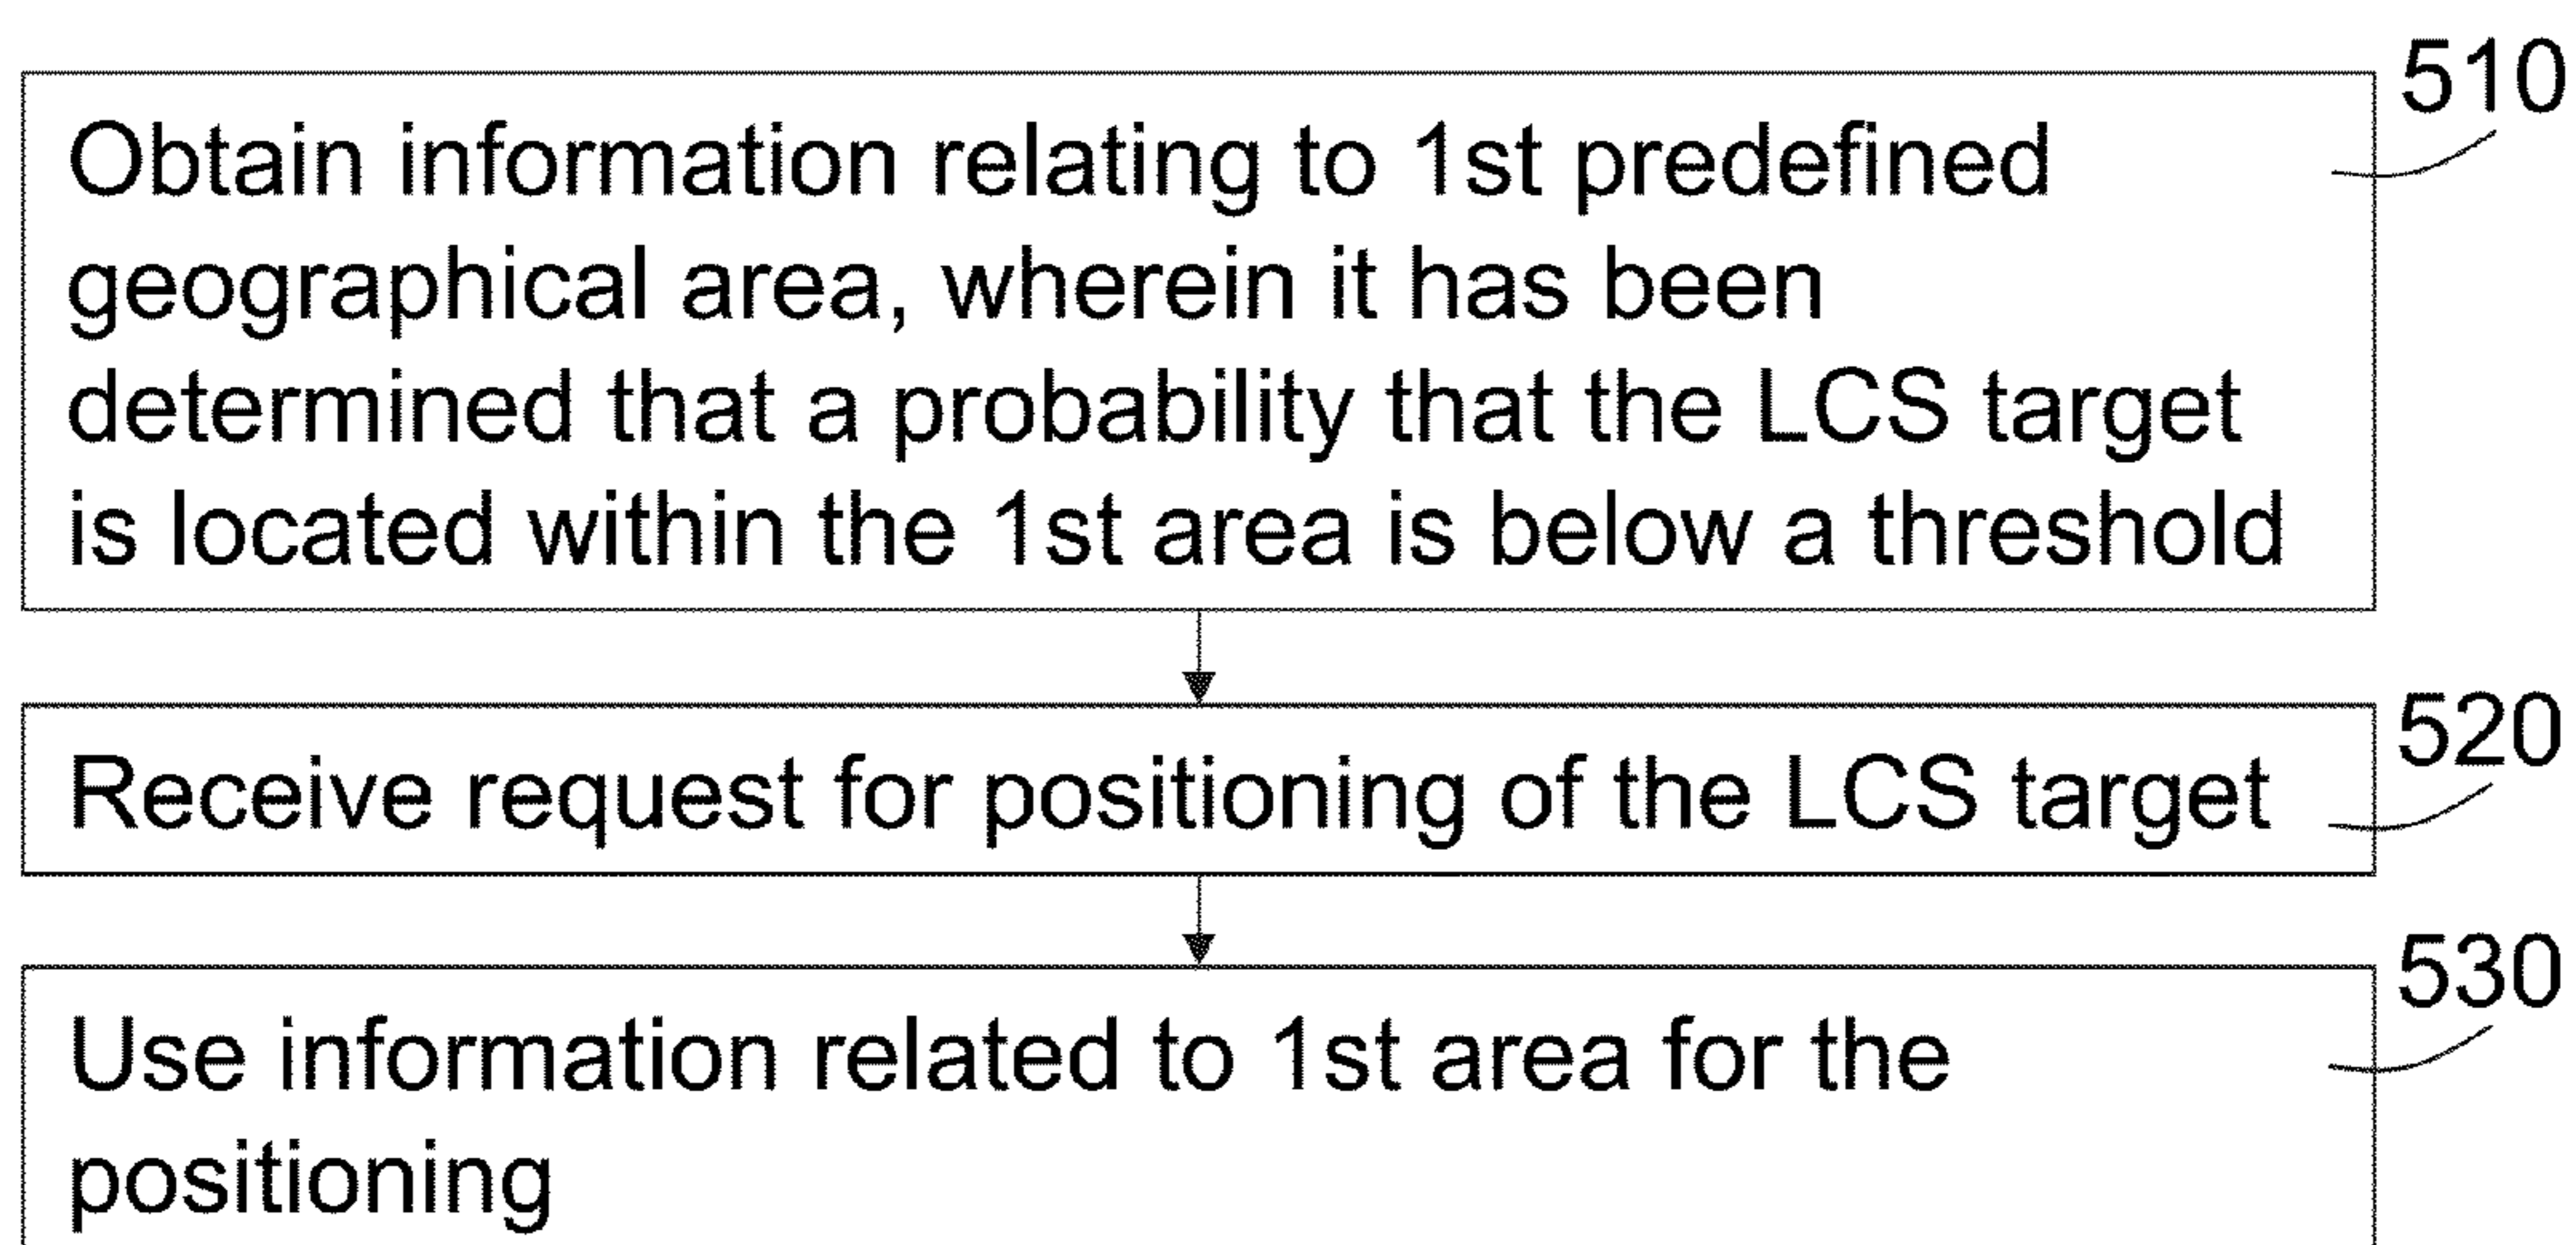 510
Obtain information relating to 1st predefined
geographical area, wherein it has been
determined that a probability that the LCS target
is located within the 1st area is below a threshold
520
Receive request for positioning of the LCS target
530
Use information related to 1st area for the
positioning